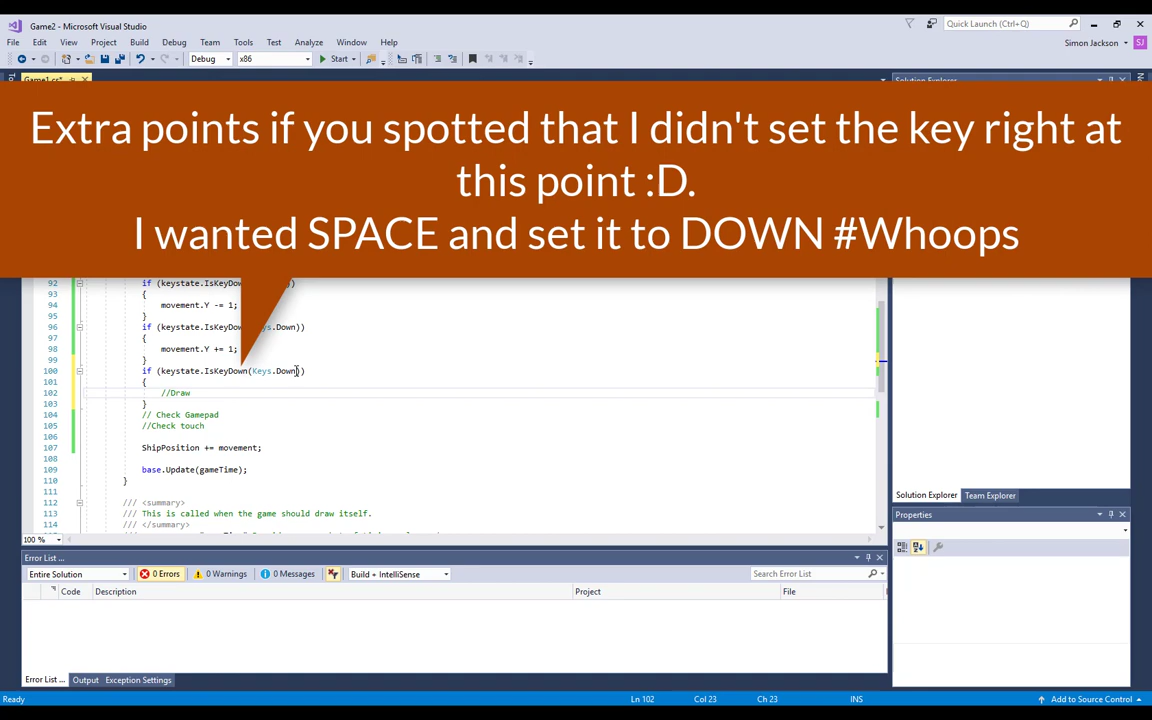 Game2 - Microsoft Visual Studio
Quick Launch (Ctrl+Q)
File Edit View Project Build Debug Team Tools Test Analyze Window Help
Simon Jackson
SJ
Debug x86 Start
Extra points if you spotted that I didn't set the key right at
this point :D.
I wanted SPACE and set it to DOWN #Whoops
92 if (keystate.IsKeyDow
93 {
94 movement.Y -= 1;
95 }
96 if (keystate.IsKeyDow .Down))
97 {
98 movement.Y += 1;
99 }
100 if (keystate.IsKeyDown(Keys.Down))
101 {
102 //Draw
103 }
104 // Check Gamepad
105 //Check touch
106
107 ShipPosition += movement;
108
109 base.Update(gameTime);
110 }
111
112 /// <summary>
113 /// This is called when the game should draw itself.
114 /// </summary>
100 %
Solution Explorer Team Explorer
Properties
Error List ...
Entire Solution 0 Errors 0 Warnings 0 Messages Build + IntelliSense Search Error List
Code Description Project File
Error List ... Output Exception Settings
Ready Ln 102 Col 23 Ch 23 INS Add to Source Control